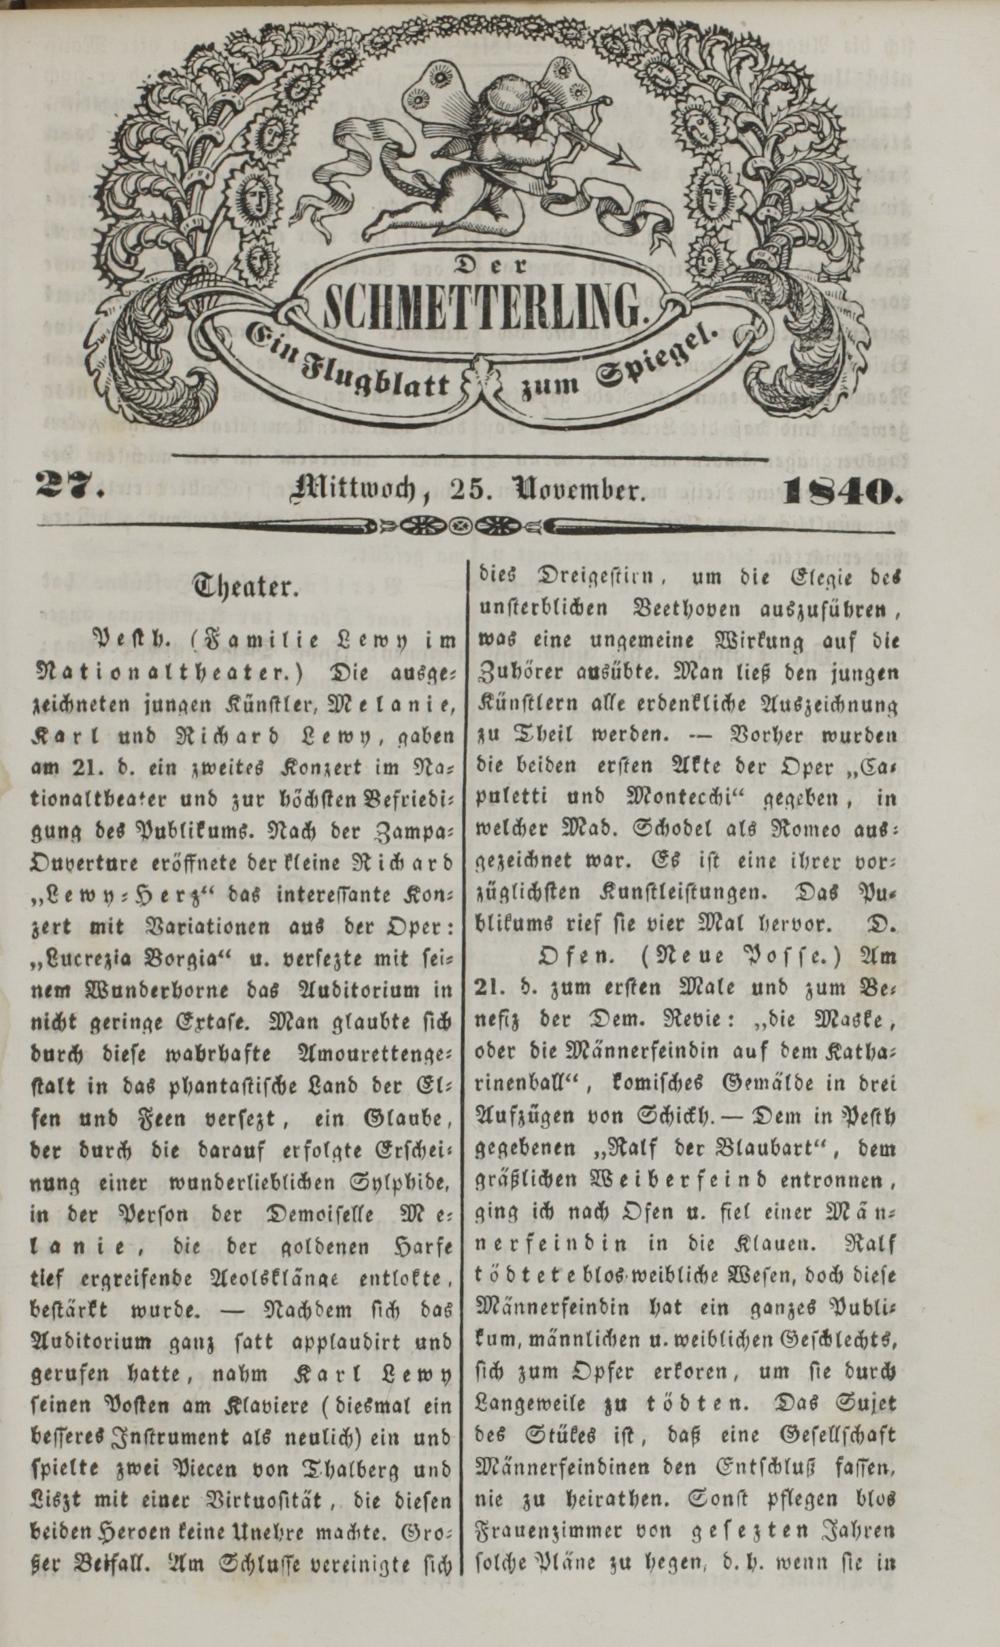 Der
SCHMETTERLING.
Ein Flugblatt zum Spiegel.
27. Mittwoch, 25. November. 1840.
Theater.
Pesth. (Familie Lewy im
Nationaltheater.) Die ausge-
zeichneten jungen Künstler, Melanie,
Karl und Richard Lewy, gaben
am 21. d. ein zweites Konzert im Na-
tionaltheater und zur höchsten Befriedi-
gung des Publikums. Nach der Zampa-
Ouverture eröffnete der kleine Richard
„Lewy-Herz“ das interessante Kon-
zert mit Variationen aus der Oper:
„Lucrezia Borgia“ u. versezte mit sei-
nem Wunderhorne das Auditorium in
nicht geringe Extase. Man glaubte sich
durch diese wahrhafte Amourettenge-
stalt in das phantastische Land der El-
fen und Feen versezt, ein Glaube,
der durch die darauf erfolgte Erschei-
nung einer wunderlieblichen Sylphide,
in der Person der Demoiselle Me-
lanie, die der goldenen Harfe
tief ergreifende Aeolsklänge entlokte,
bestärkt wurde. — Nachdem sich das
Auditorium ganz satt applaudirt und
gerufen hatte, nahm Karl Lewy
seinen Posten am Klaviere (diesmal ein
besseres Instrument als neulich) ein und
spielte zwei Piecen von Thalberg und
Liszt mit einer Virtuosität, die diesen
beiden Heroen keine Unehre machte. Gro-
ßer Beifall. Am Schlusse vereinigte sich
dies Dreigestirn, um die Elegie des
unsterblichen Beethoven auszuführen,
was eine ungemeine Wirkung auf die
Zuhörer ausübte. Man ließ den jungen
Künstlern alle erdenkliche Auszeichnung
zu Theil werden. — Vorher wurden
die beiden ersten Akte der Oper „Ca-
puletti und Montecchi“ gegeben, in
welcher Mad. Schodel als Romeo aus-
gezeichnet war. Es ist eine ihrer vor-
züglichsten Kunstleistungen. Das Pu-
blikums rief sie vier Mal hervor. D.
Ofen. (Neue Posse.) Am
21. d. zum ersten Male und zum Be-
nefiz der Dem. Revie: „die Maske,
oder die Männerfeindin auf dem Katha-
rinenball“, komisches Gemälde in drei
Aufzügen von Schickh. — Dem in Pesth
gegebenen „Ralf der Blaubart“, dem
gräßlichen Weiberfeind entronnen,
ging ich nach Ofen u. fiel einer Män-
nerfeindin in die Klauen. Ralf
tödtete blos weibliche Wesen, doch diese
Männerfeindin hat ein ganzes Publi-
kum, männlichen u. weiblichen Geschlechts,
sich zum Opfer erkoren, um sie durch
Langeweile zu tödten. Das Sujet
des Stükes ist, daß eine Gesellschaft
Männerfeindinen den Entschluß fassen,
nie zu heirathen. Sonst pflegen blos
Frauenzimmer von gesezten Jahren
solche Pläne zu hegen, d. h. wenn sie in